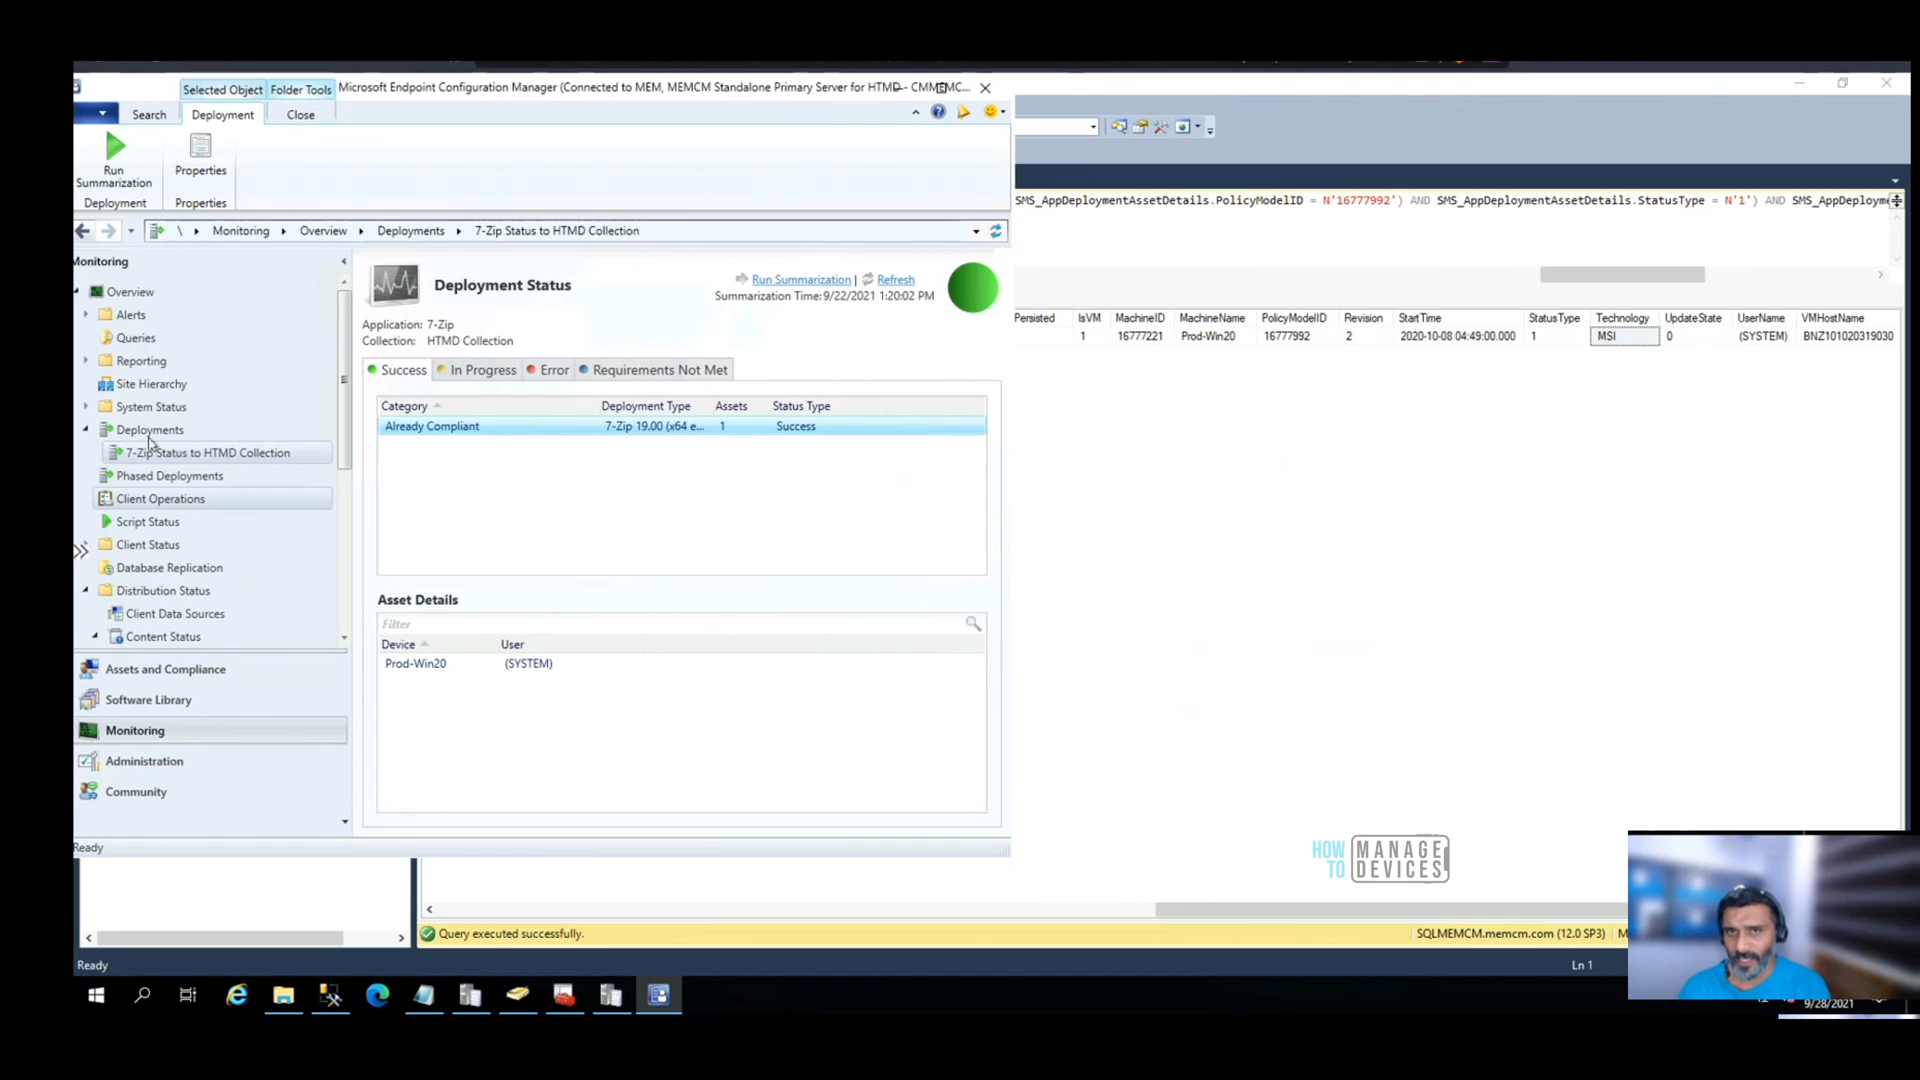 Selected Object Folder Tools Microsoft Endpoint Configuration Manager (Connected to MEM, MEMCM Standalone Primary Server for HTMD
Search Deployment Close
Run Summarization
Properties
Deployment
Properties
\ Monitoring Overview Deployments 7-Zip Status to HTMD Collection
Monitoring
Overview
Alerts
Queries
Reporting
Site Hierarchy
System Status
Deployments
7-Zip Status to HTMD Collection
Phased Deployments
Client Operations
Script Status
Client Status
Database Replication
Distribution Status
Client Data Sources
Content Status
Assets and Compliance
Software Library
Monitoring
Administration
Community
Ready
Deployment Status
Run Summarization | Refresh
Summarization Time:9/22/2021 1:20:02 PM
Application: 7-Zip
Collection: HTMD Collection
Success In Progress Error Requirements Not Met
Category Deployment Type Assets Status Type
Already Compliant 7-Zip 19.00 (x64 e... 1 Success
Asset Details
Filter
Device User
Prod-Win20 (SYSTEM)
SMS_AppDeploymentAssetDetails.PolicyModelID = N'16777992') AND SMS_AppDeploymentAssetDetails.StatusType = N'1') AND SMS_AppDeployme
Persisted IsVM MachineID MachineName PolicyModelID Revision StartTime StatusType Technology UpdateState UserName VMHostName
1 16777221 Prod-Win20 16777992 2 2020-10-08 04:49:00.000 1 MSI 0 (SYSTEM) BNZ101020319030
HOW TO MANAGE DEVICES
Query executed successfully. SQLMEMCM.memcm.com (12.0 SP3) M
Ready Ln 1
9/28/2021